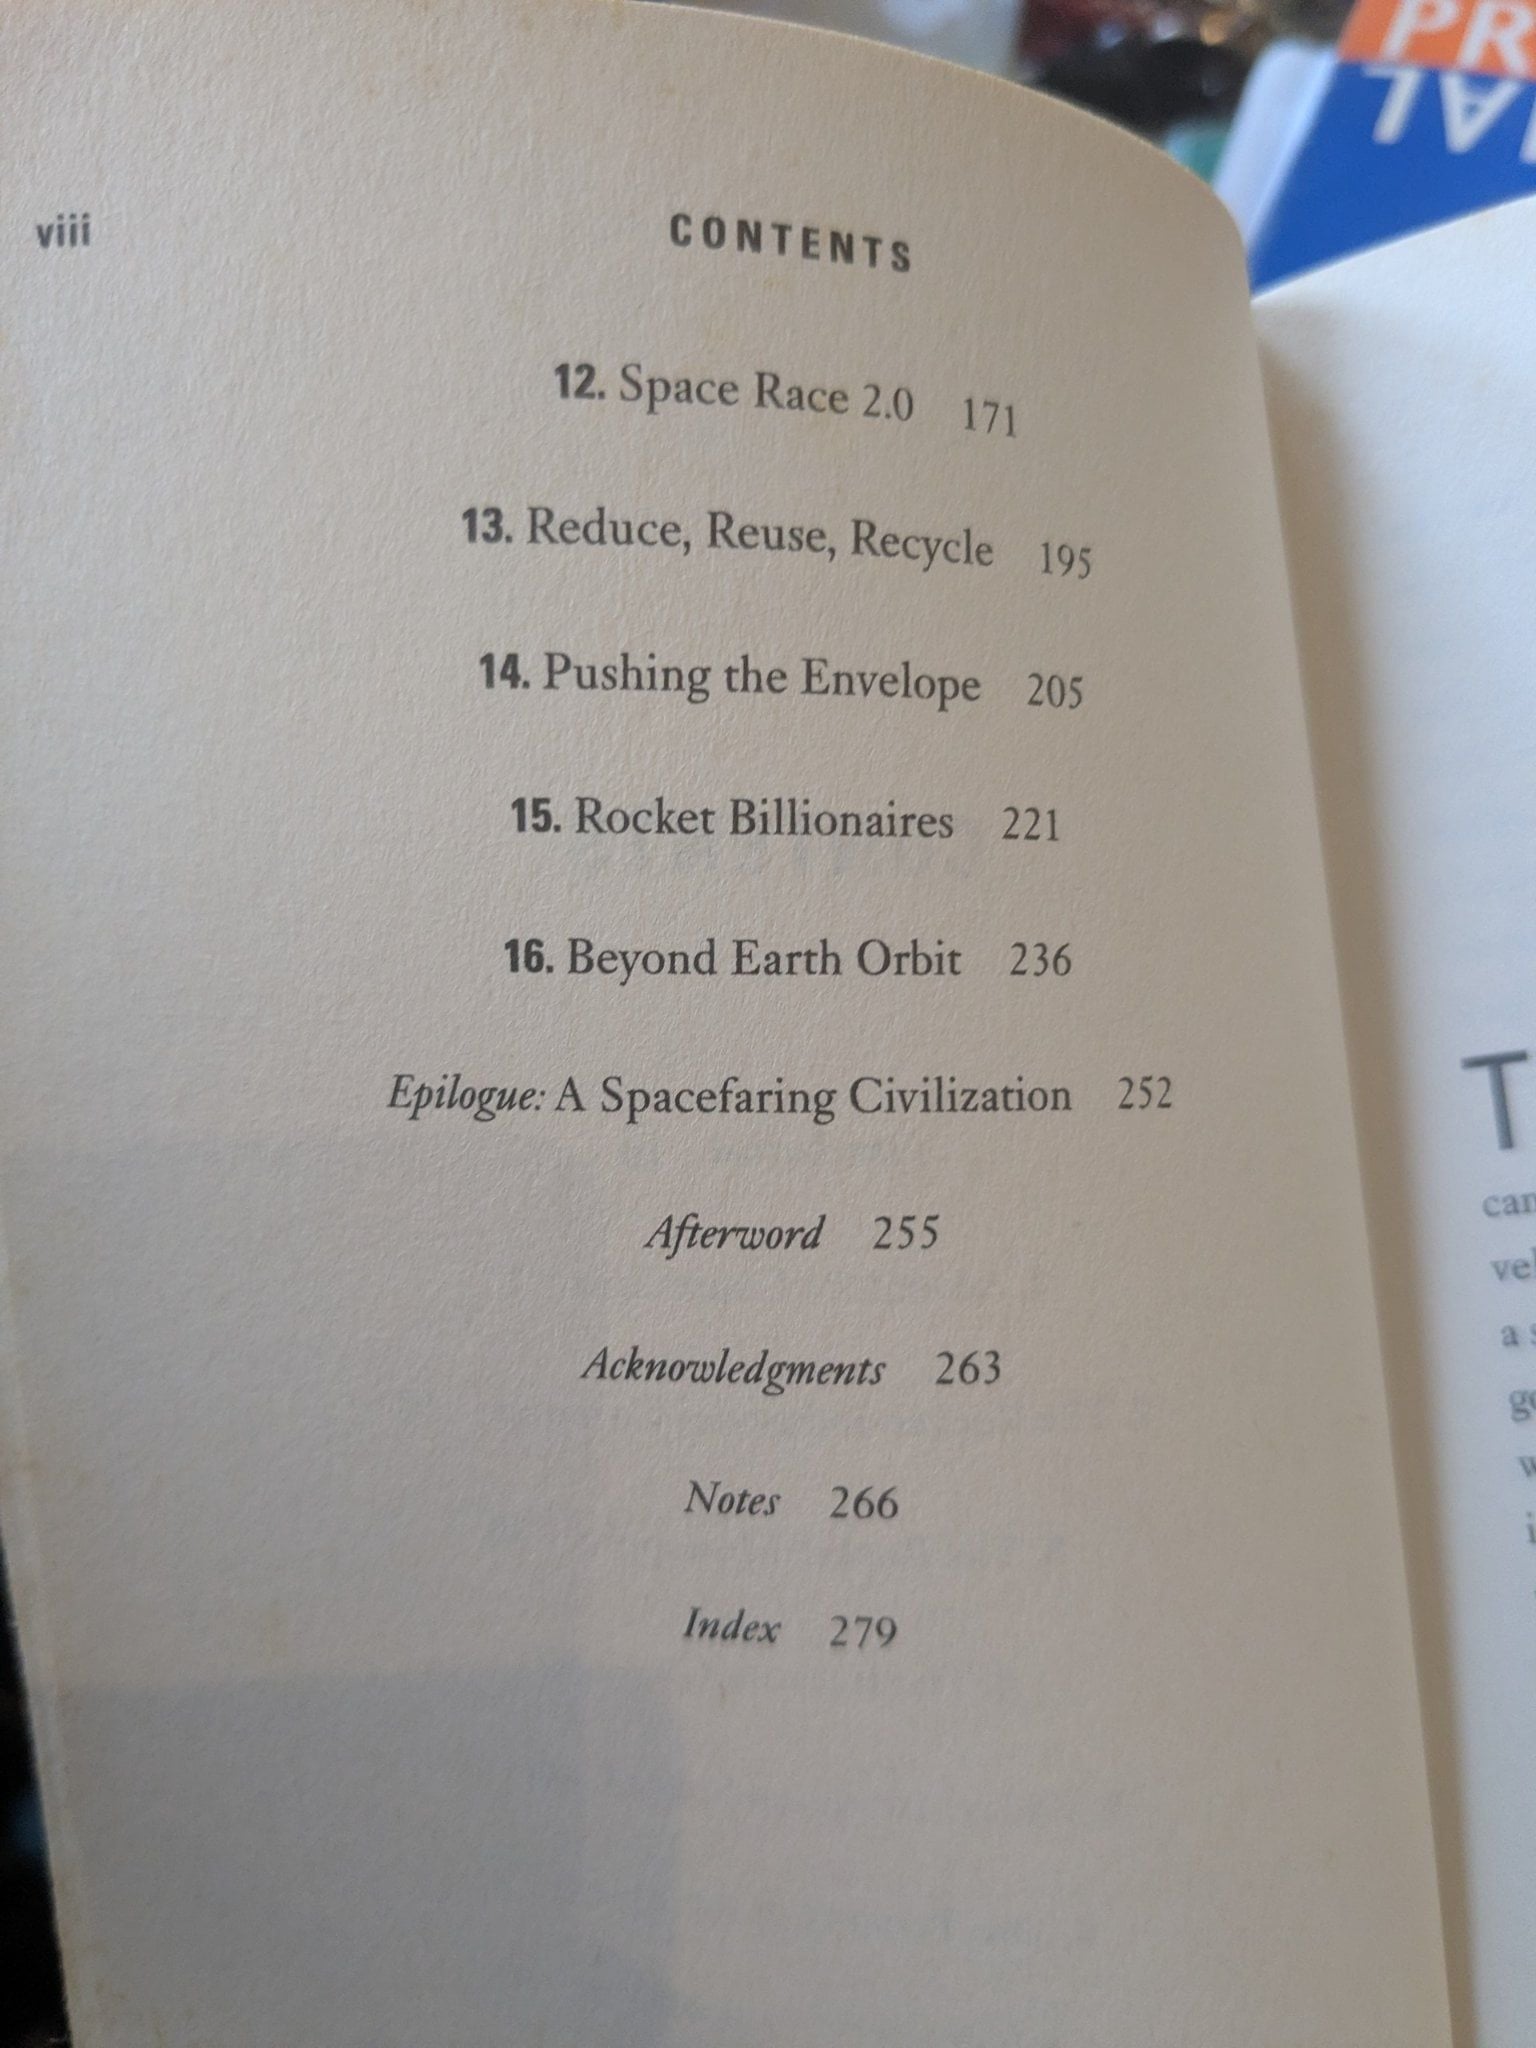 viii
CONTENTS
12. Space Race 2.0 171
13. Reduce, Reuse, Recycle 195
14. Pushing the Envelope 205
15. Rocket Billionaires 221
16. Beyond Earth Orbit 236
Epilogue: A Spacefaring Civilization 252
Afterword 255
Acknowledgments 263
Notes 266
Index 279
PR
T
a